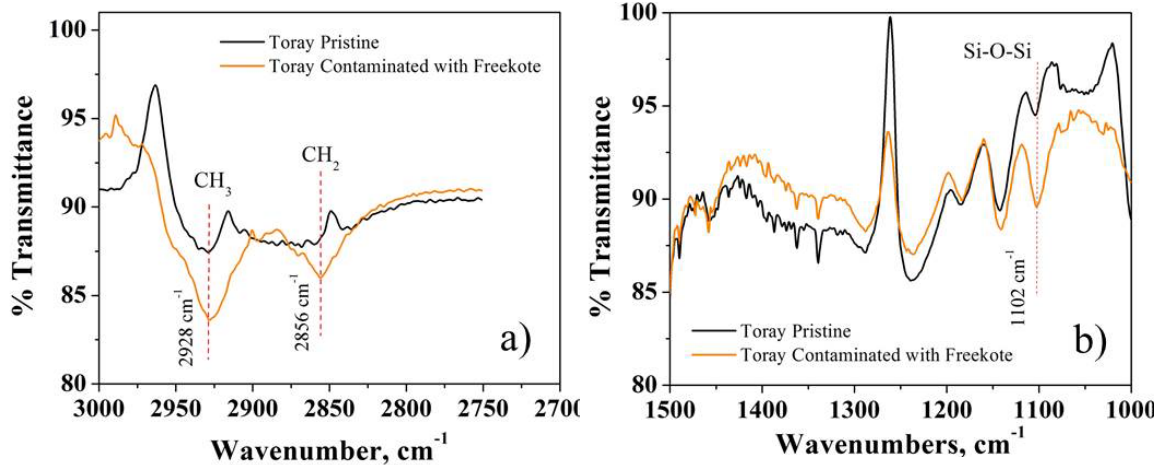 100
95
90
85
80
% Transmittance
Toray Pristine
Toray Contaminated with Freekote
CH₃
CH₂
2928 cm⁻¹
2856 cm⁻¹
a)
3000 2950 2900 2850 2800 2750 2700
Wavenumber, cm⁻¹
100
95
90
85
80
% Transmittance
Si-O-Si
1102 cm⁻¹
Toray Pristine
Toray Contaminated with Freekote
b)
1500 1400 1300 1200 1100 1000
Wavenumbers, cm⁻¹